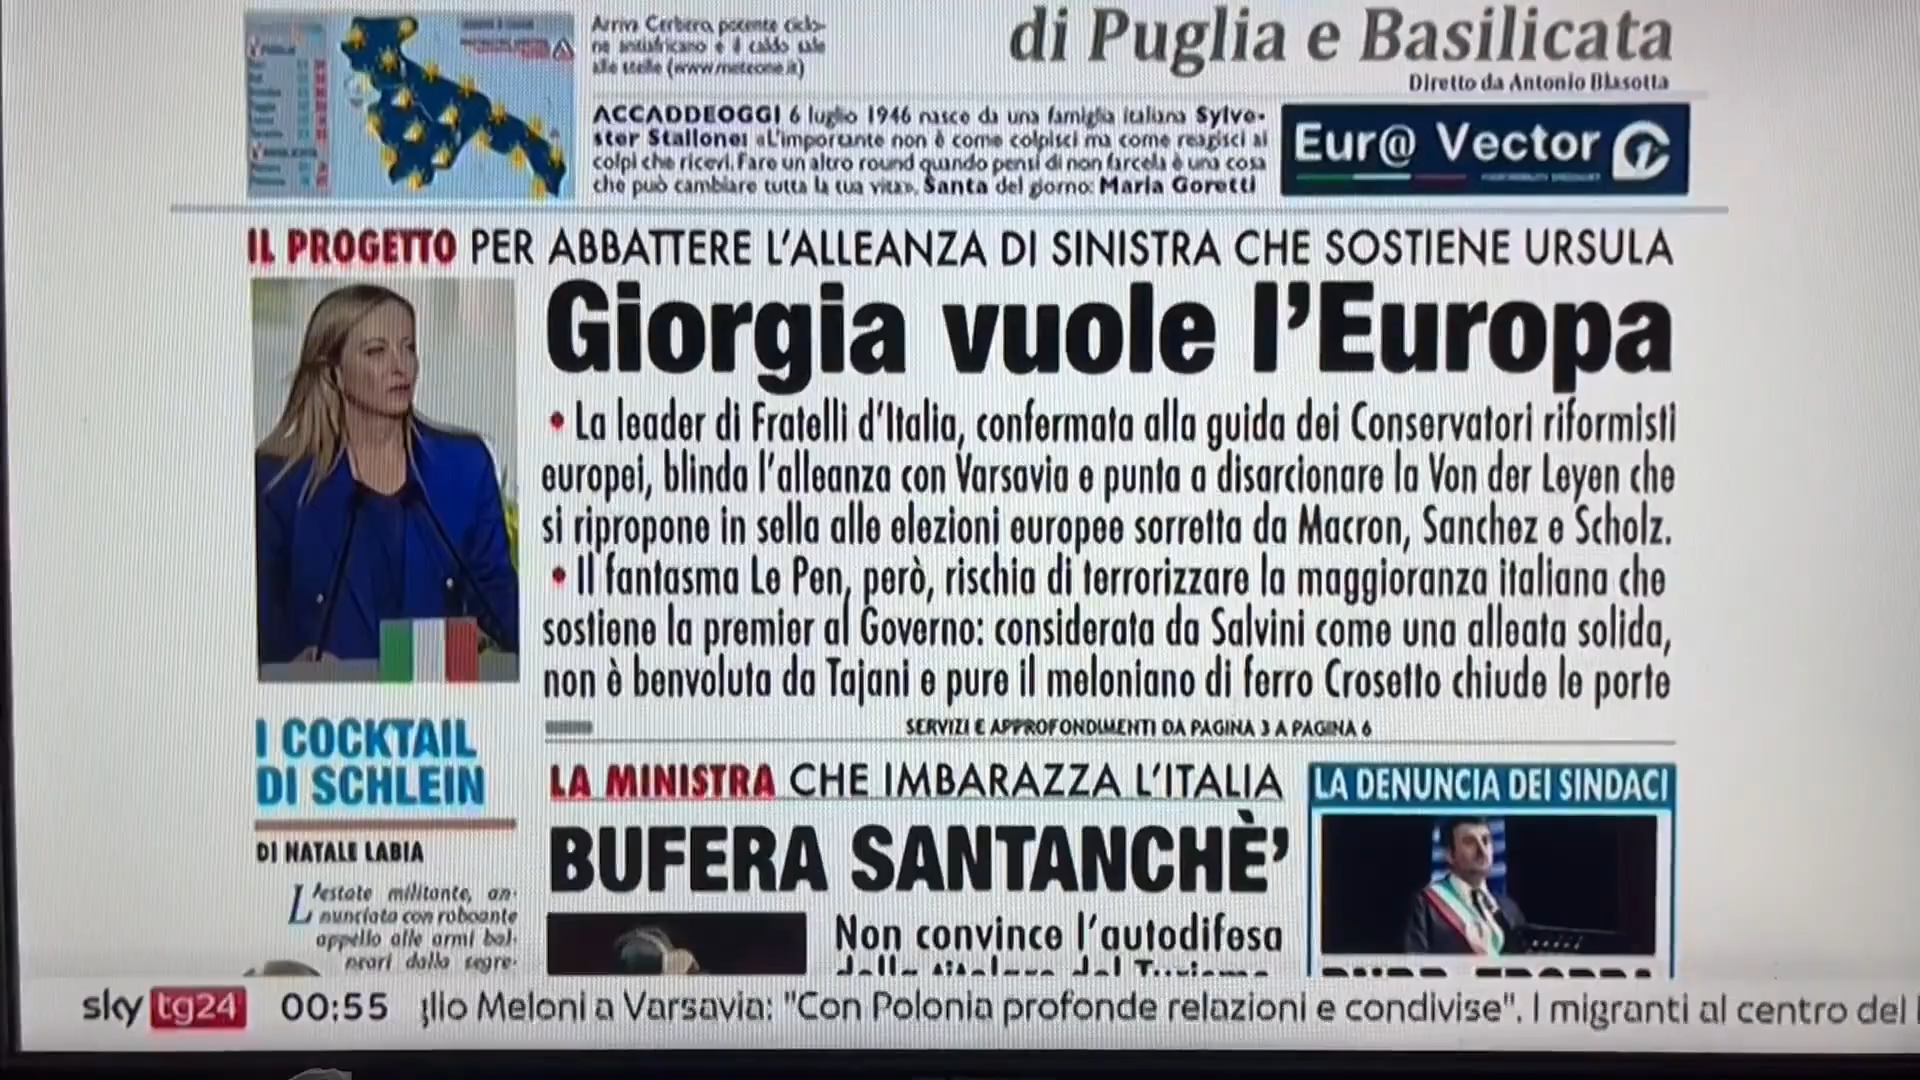 Arriva Cerbero, potente ciclo-
ne antiafricano e il caldo sale
alle stelle (www.meteone.it)
di Puglia e Basilicata
Diretto da Antonio Blasotta
ACCADDEOGGI 6 luglio 1946 nasce da una famiglia italiana Sylve-
ster Stallone: «L'importante non è come colpisci ma come reagisci ai
colpi che ricevi. Fare un altro round quando pensi di non farcela è una cosa
che può cambiare tutta la tua vita». Santa del giorno: Maria Goretti
Eur@ Vector
IL PROGETTO PER ABBATTERE L'ALLEANZA DI SINISTRA CHE SOSTIENE URSULA
Giorgia vuole l'Europa
• La leader di Fratelli d'Italia, confermata alla guida dei Conservatori riformisti
europei, blinda l'alleanza con Varsavia e punta a disarcionare la Von der Leyen che
si ripropone in sella alle elezioni europee sorretta da Macron, Sanchez e Scholz.
• Il fantasma Le Pen, però, rischia di terrorizzare la maggioranza italiana che
sostiene la premier al Governo: considerata da Salvini come una alleata solida,
non è benvoluta da Tajani e pure il meloniano di ferro Crosetto chiude le porte
SERVIZI E APPROFONDIMENTI DA PAGINA 3 A PAGINA 6
I COCKTAIL
DI SCHLEIN
DI NATALE LABIA
L'estate militante, an-
nunciata con roboante
appello alle armi bal-
neari dalla segre-
LA MINISTRA CHE IMBARAZZA L'ITALIA
BUFERA SANTANCHÈ'
Non convince l'autodifesa
della titolare del Turismo
LA DENUNCIA DEI SINDACI
sky tg24 00:55 glio Meloni a Varsavia: "Con Polonia profonde relazioni e condivise". I migranti al centro del